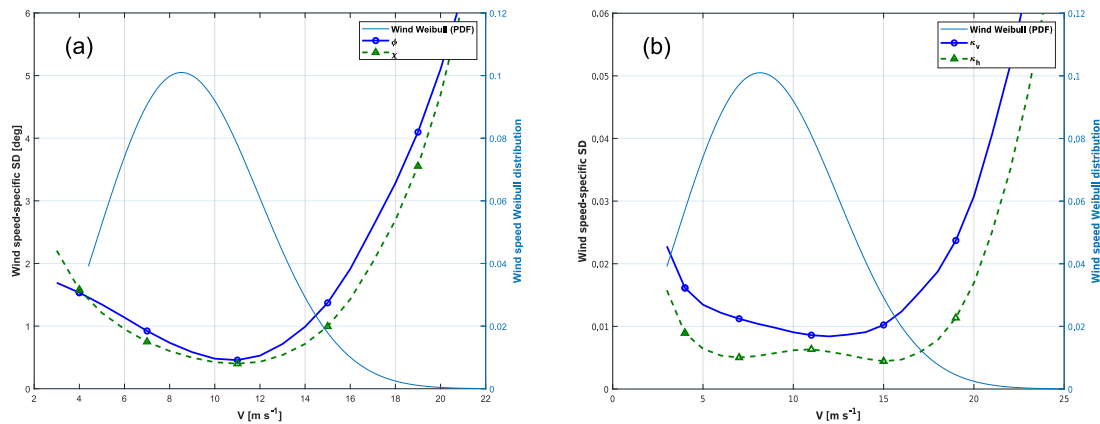 (a)
Wind Weibull (PDF)
ϕ
χ
Wind speed-specific SD [deg]
0
1
2
3
4
5
6
2 4 6 8 10 12 14 16 18 20 22
V [m s⁻¹]
0
0.02
0.04
0.06
0.08
0.1
0.12
Wind speed Weibull distribution
(b)
Wind Weibull (PDF)
κv
κh
Wind speed-specific SD
0
0,01
0,02
0,03
0,04
0,05
0,06
0 5 10 15 20 25
V [m s⁻¹]
0
0,02
0,04
0,06
0,08
0,1
0,12
Wind speed Weibull distribution